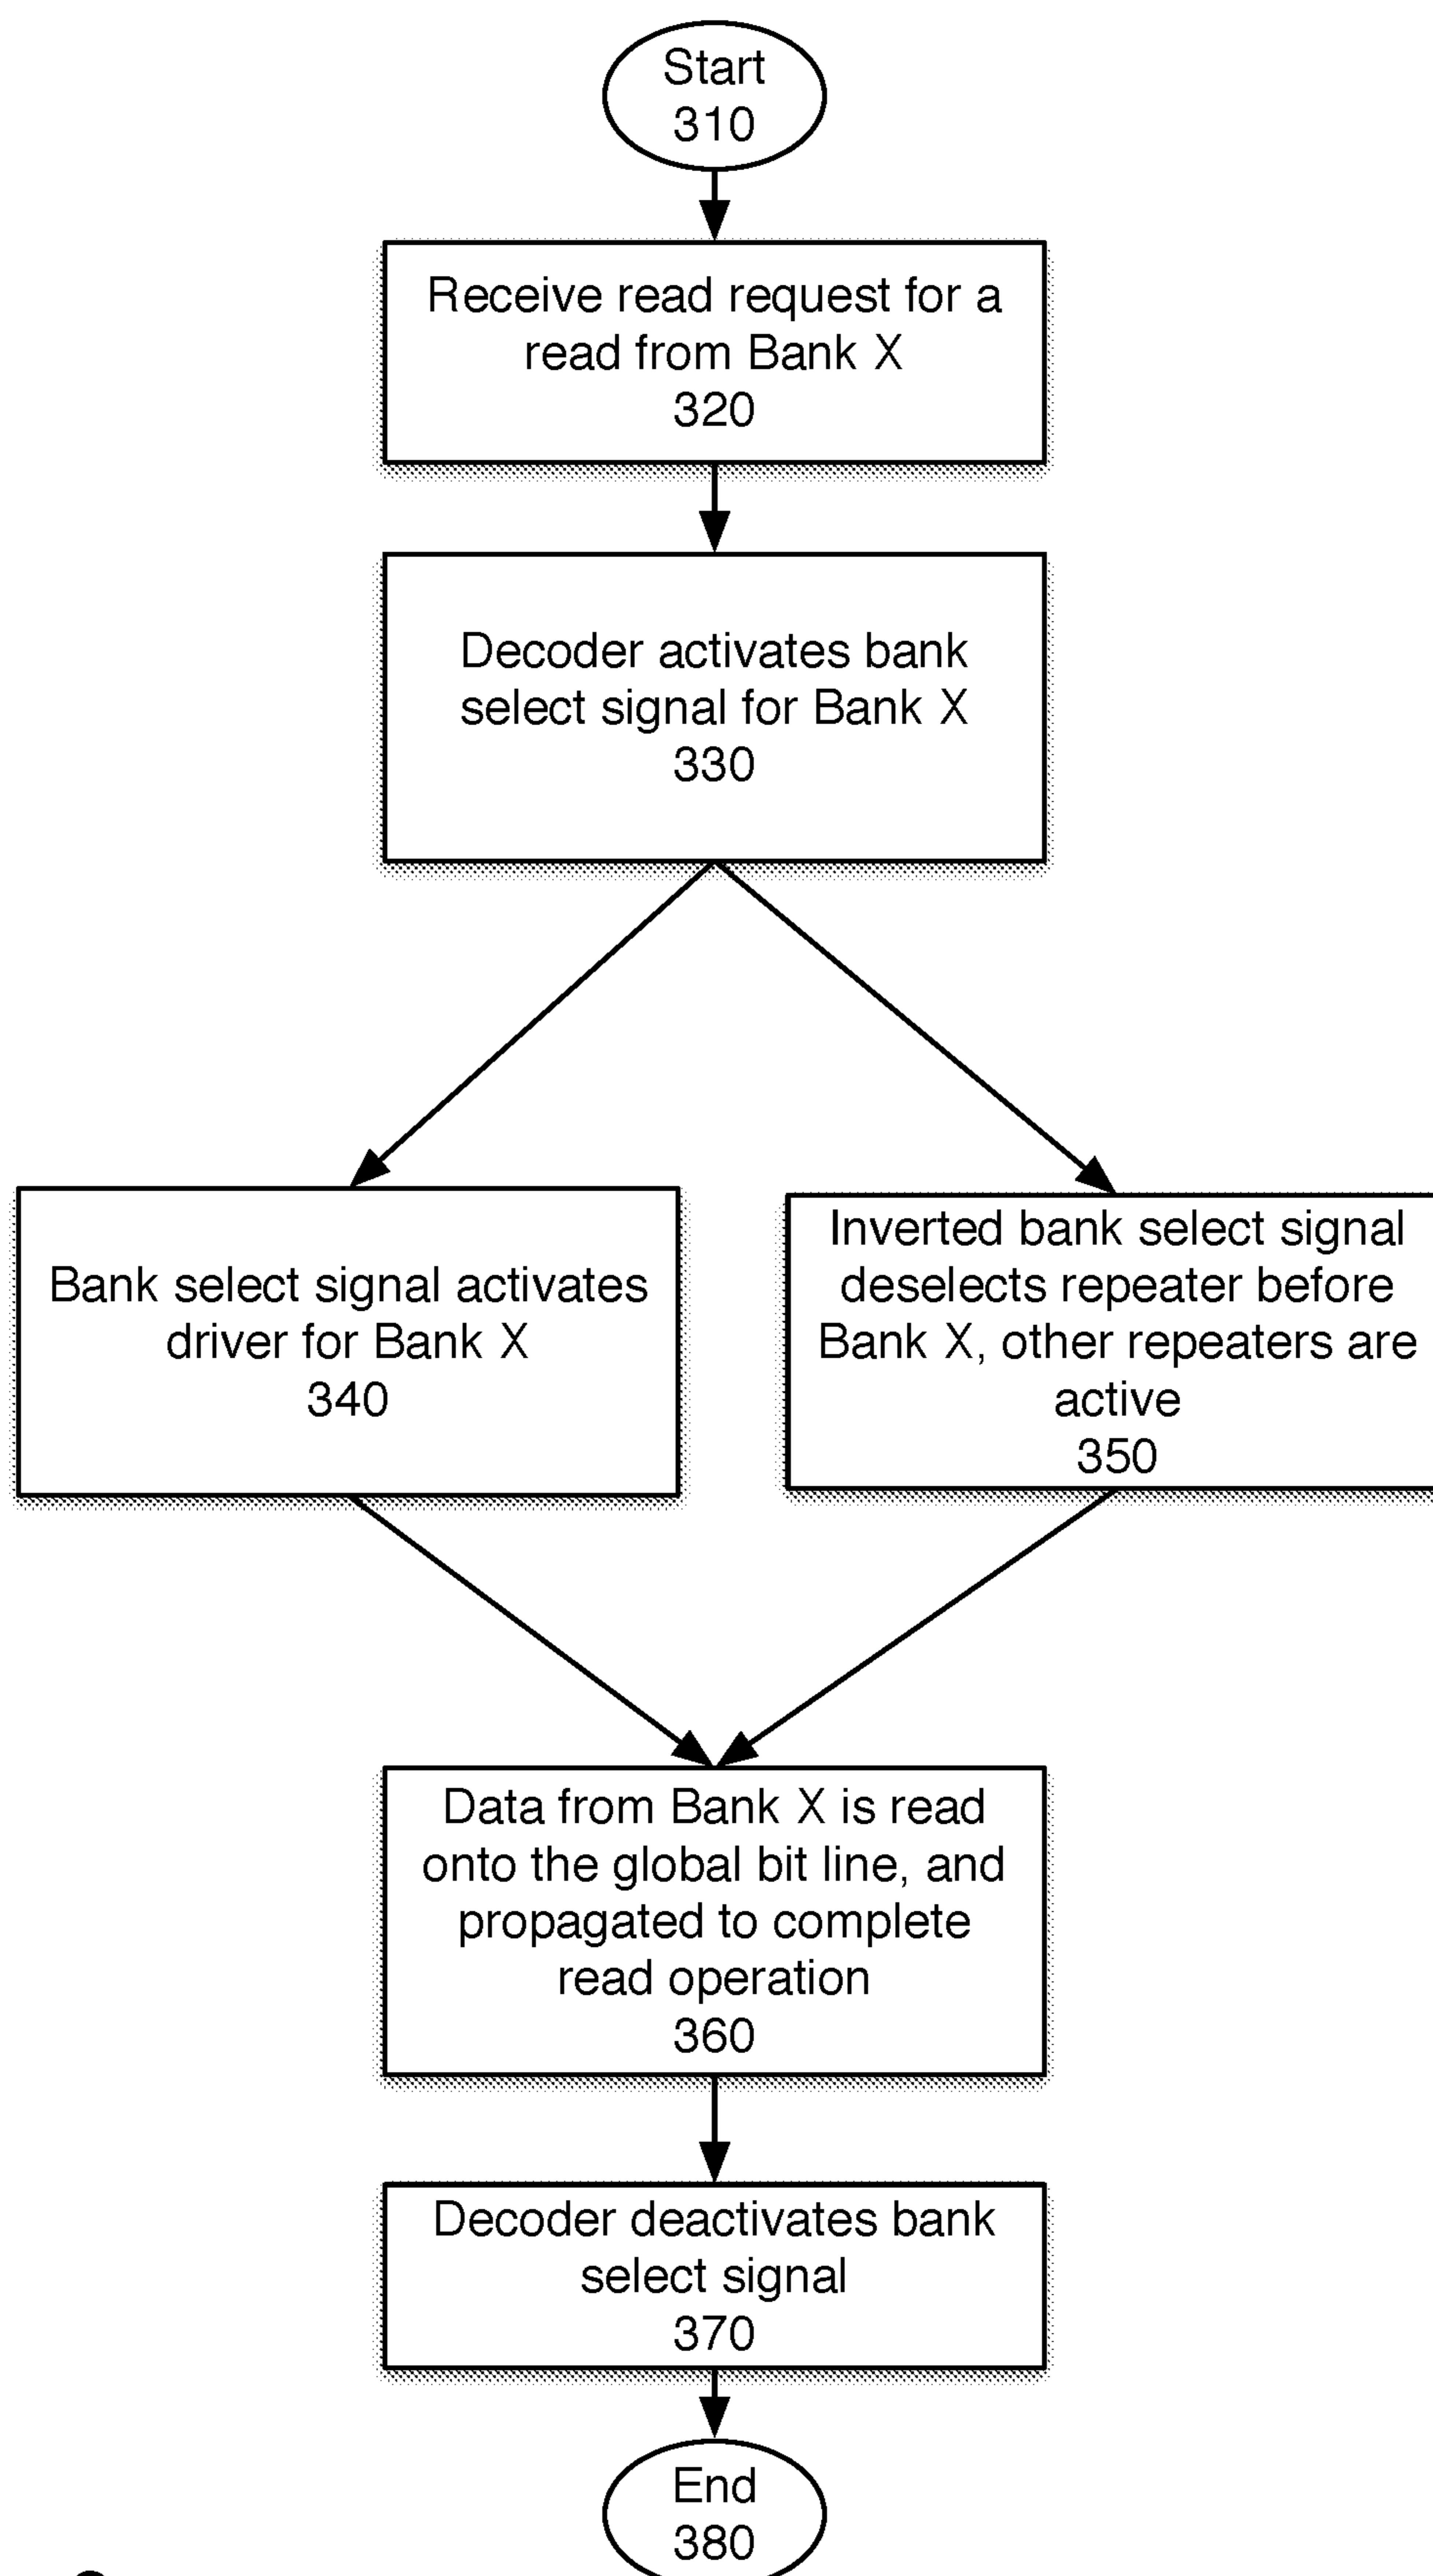 Start
310
Receive read request for a
read from Bank X
320
Decoder activates bank
select signal for Bank X
330
Bank select signal activates
driver for Bank X
340
Inverted bank select signal
deselects repeater before
Bank X, other repeaters are
active
350
Data from Bank X is read
onto the global bit line, and
propagated to complete
read operation
360
Decoder deactivates bank
select signal
370
End
380